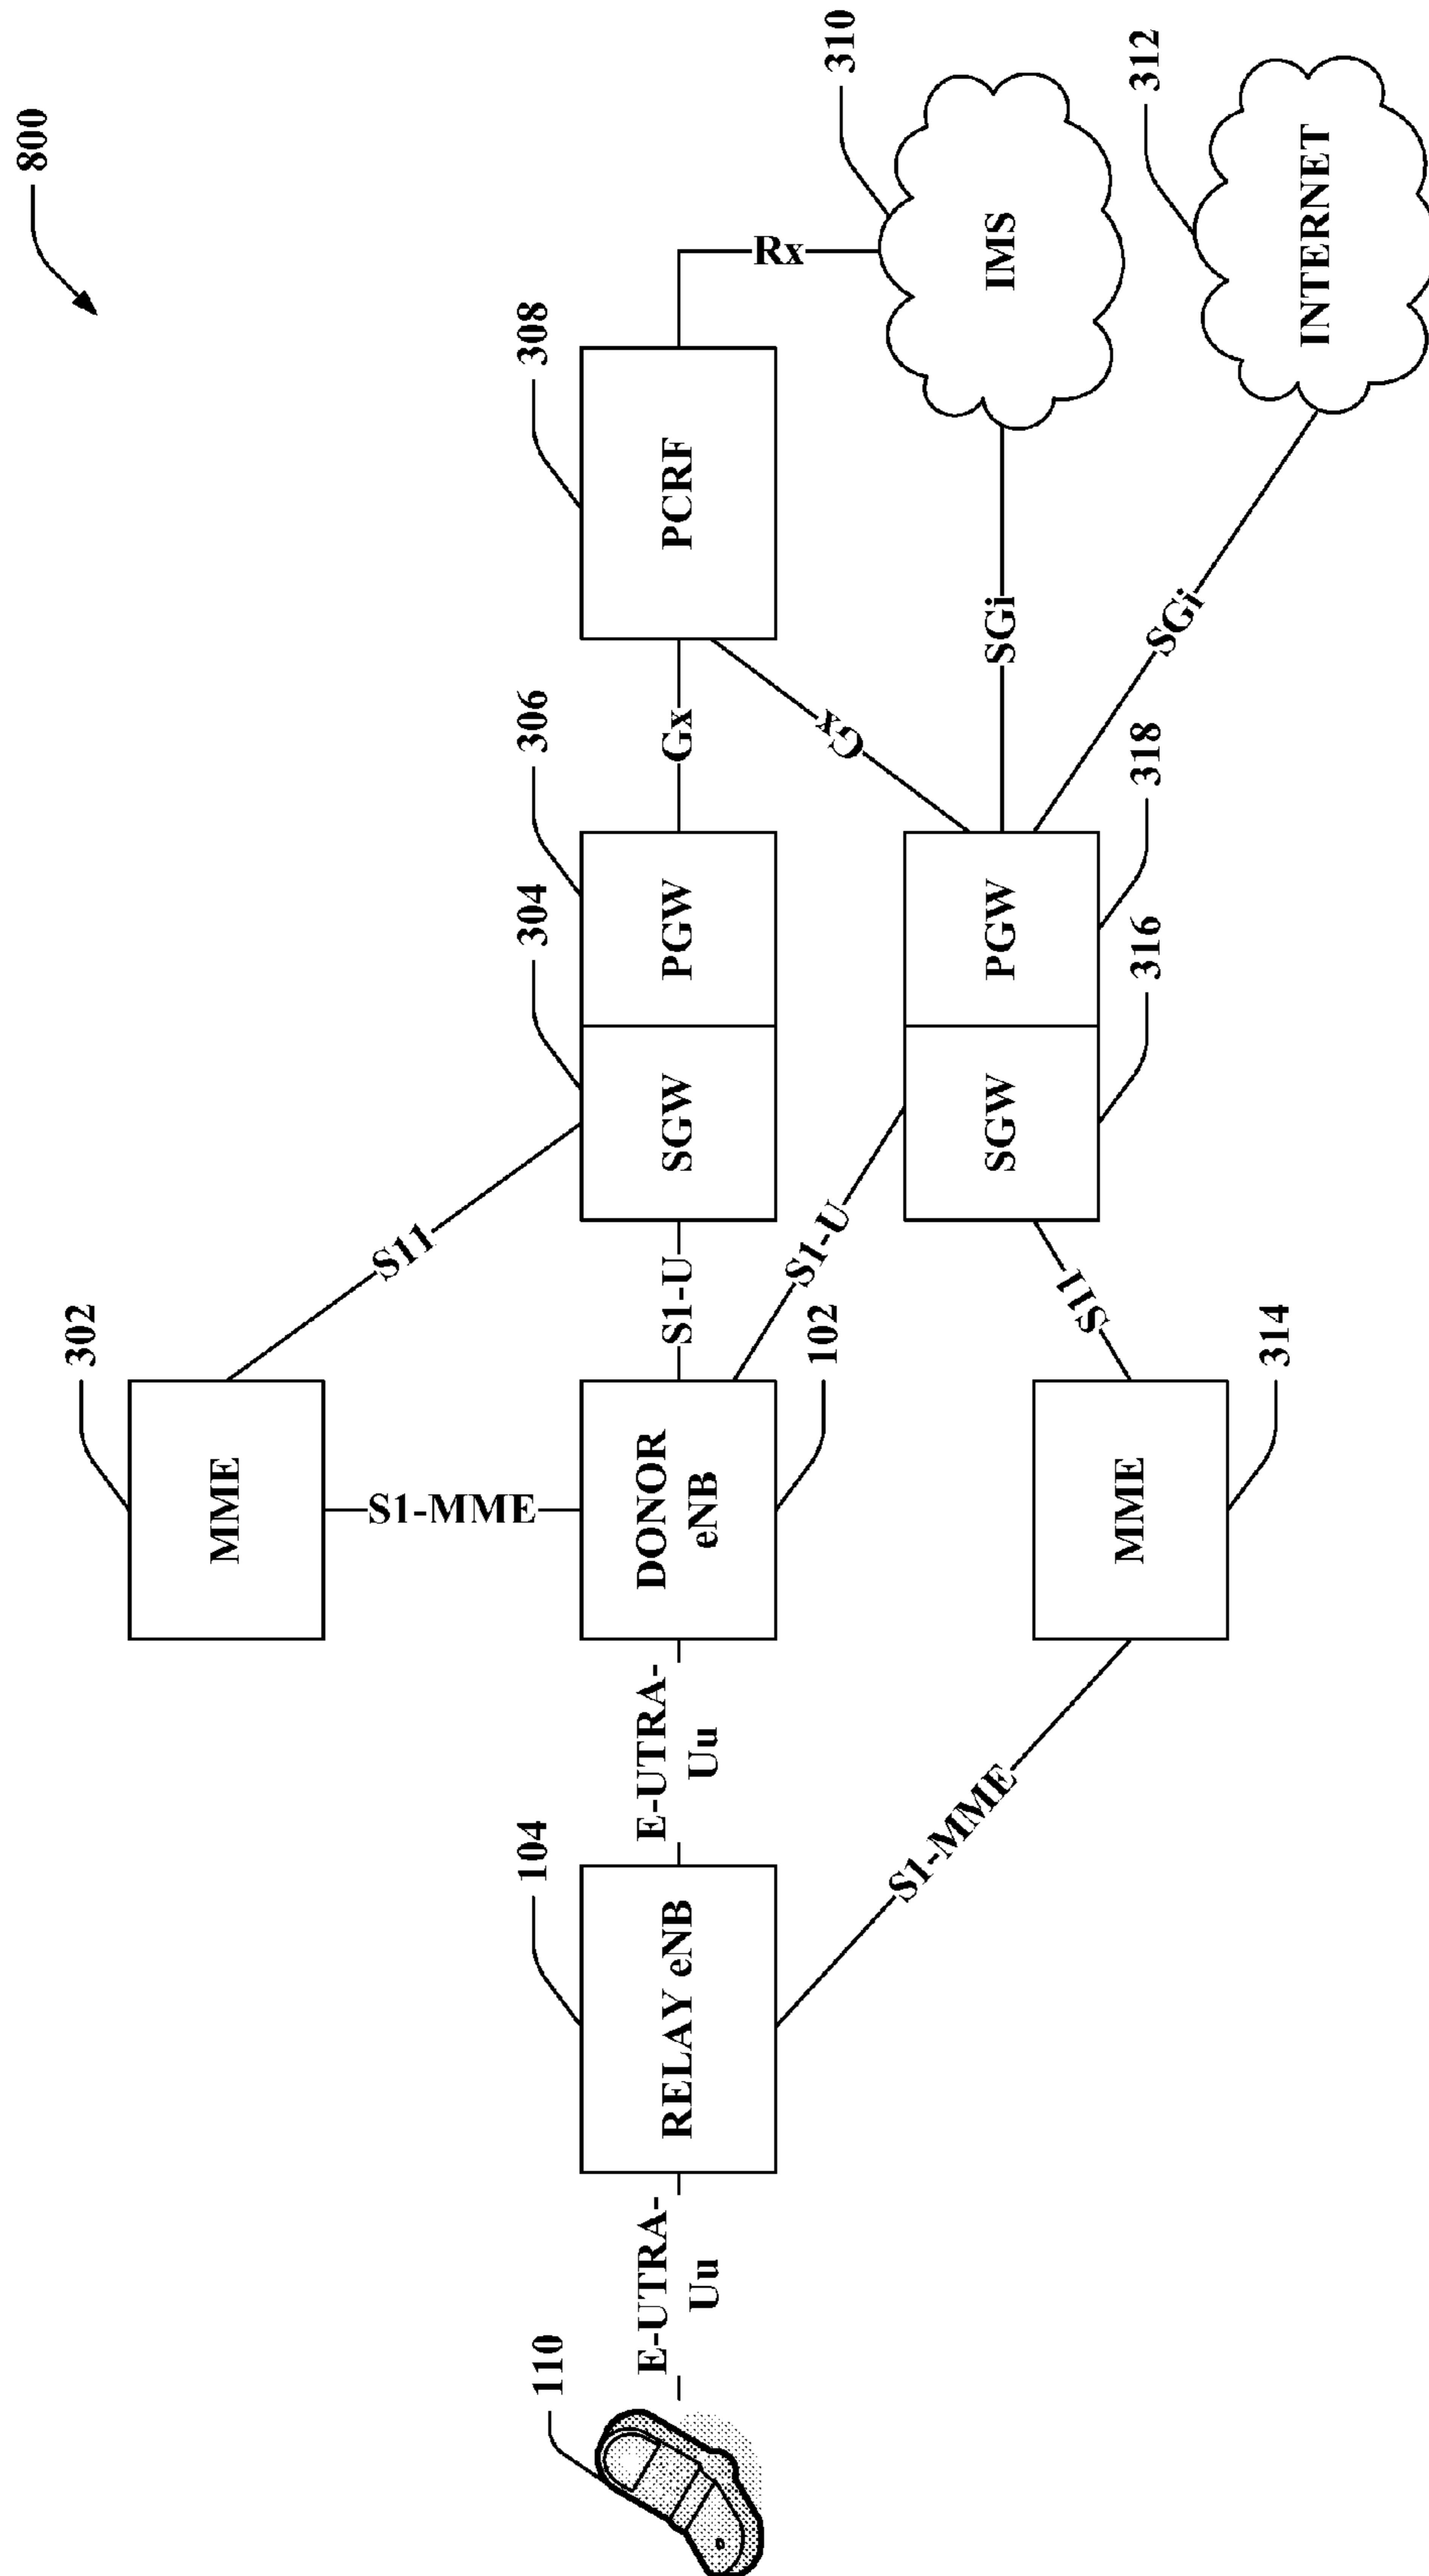 800
302
MME
S11
S1-MME
110
104
304
306
308
E-UTRA-
Uu
RELAY eNB
E-UTRA-
Uu
DONOR
eNB
S1-U
SGW
PGW
Gx
PCRF
Rx
310
102
S1-U
Gx
S1-MME
SGW
PGW
SGi
IMS
S11
316
318
SGi
312
MME
314
INTERNET